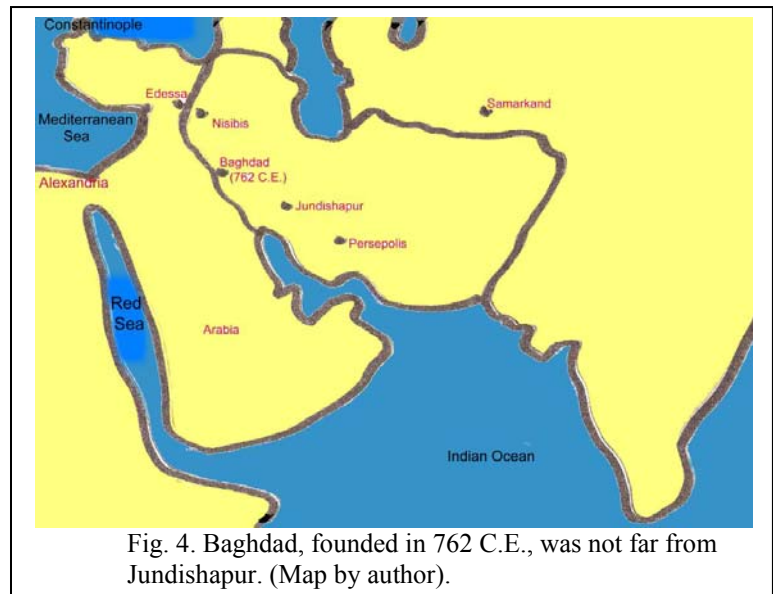 Constantinople
Edessa
Nisibis
Samarkand
Mediterranean
Sea
Baghdad
(762 C.E.)
Alexandria
Jundishapur
Persepolis
Red
Sea
Arabia
Indian Ocean
Fig. 4. Baghdad, founded in 762 C.E., was not far from
Jundishapur. (Map by author).